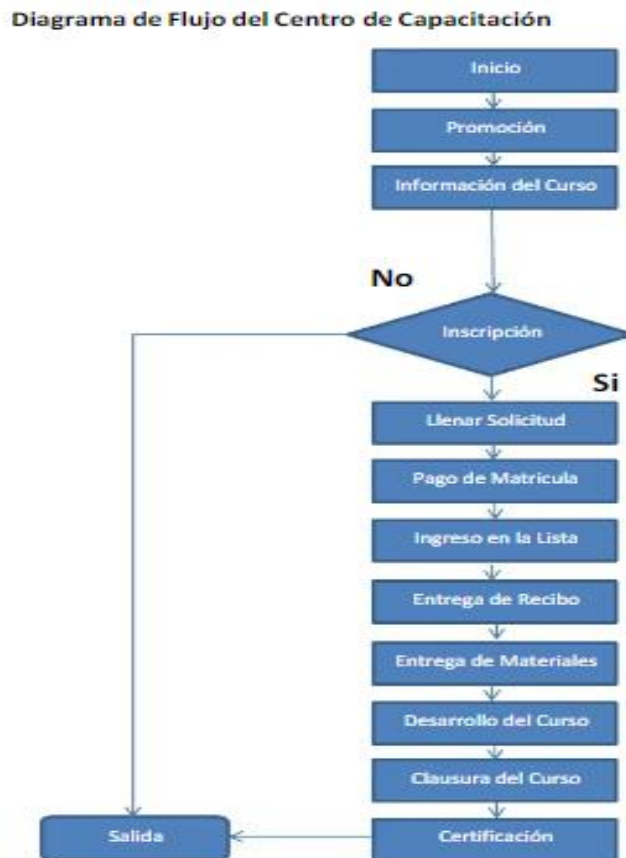 Diagrama de Flujo del Centro de Capacitación
Inicio
Promoción
Información del Curso
No
Inscripción
Si
Llenar Solicitud
Pago de Matricula
Ingreso en la Lista
Entrega de Recibo
Entrega de Materiales
Desarrollo del Curso
Clausura del Curso
Salida
Certificación